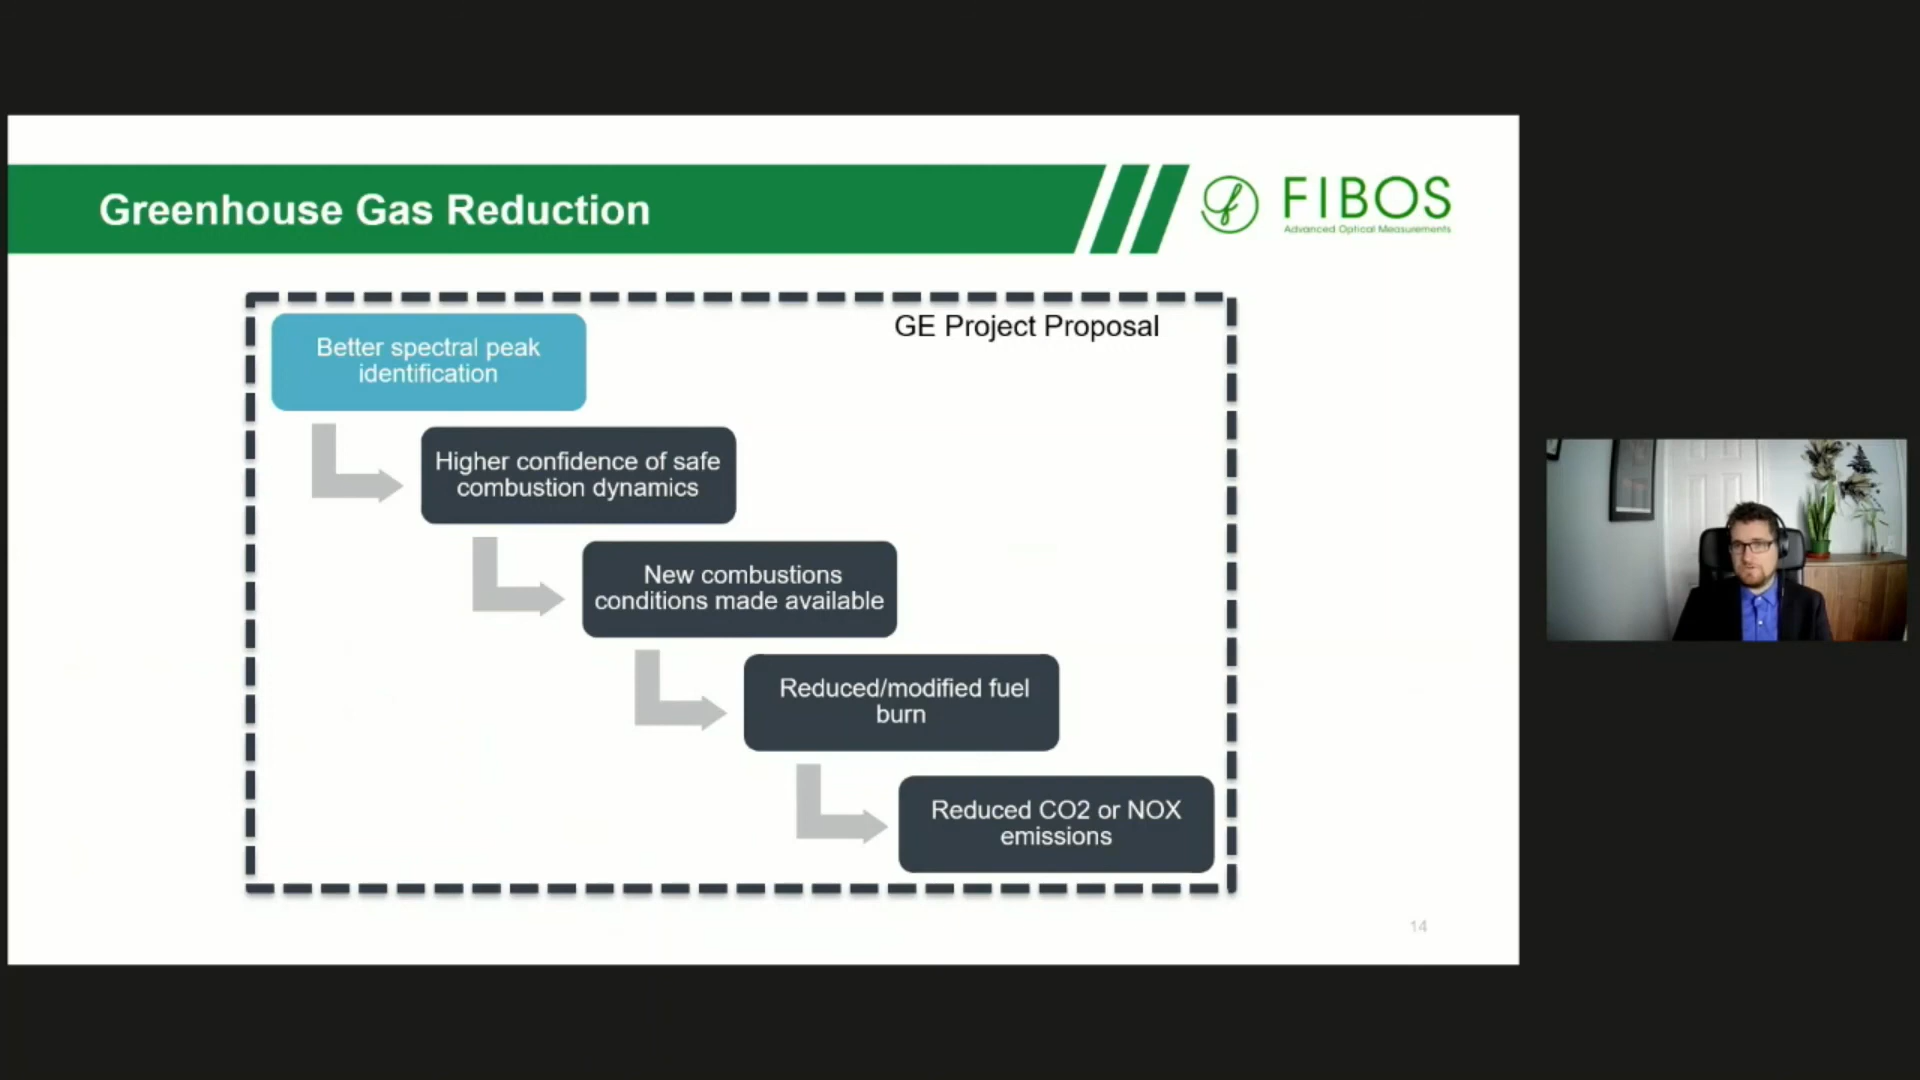 Greenhouse Gas Reduction
FIBOS
Advanced Optical Measurements
GE Project Proposal
Better spectral peak
identification
Higher confidence of safe
combustion dynamics
New combustions
conditions made available
Reduced/modified fuel
burn
Reduced CO2 or NOX
emissions
14